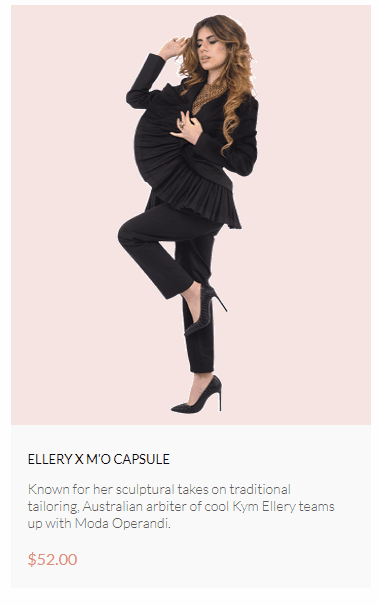 ELLERY X M'O CAPSULE
Known for her sculptural takes on traditional
tailoring, Australian arbiter of cool Kym Ellery teams
up with Moda Operandi.
$52.00